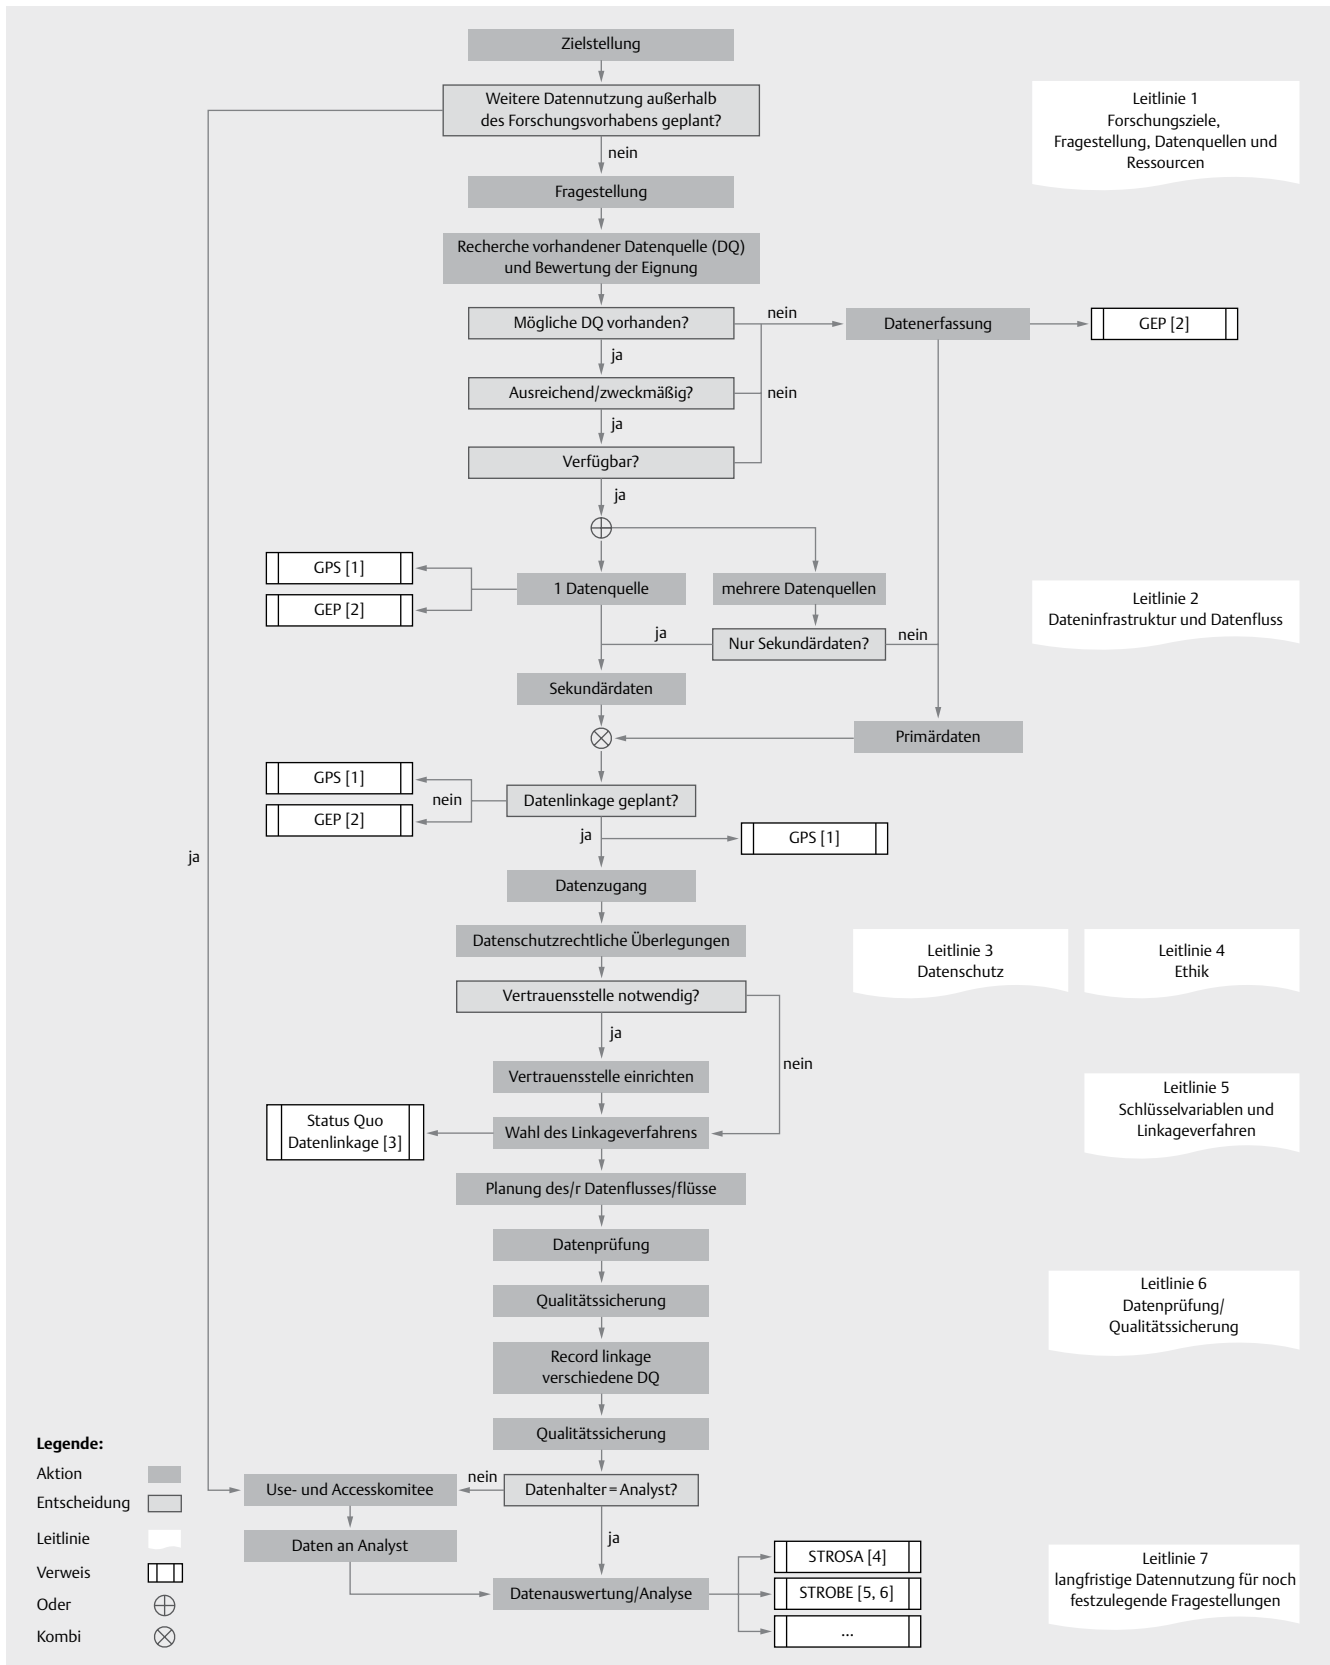 Zielstellung
Weitere Datennutzung außerhalb
des Forschungsvorhabens geplant?
Leitlinie 1
Forschungsziele,
Fragestellung, Datenquellen und
Ressourcen
nein
Fragestellung
Recherche vorhandener Datenquelle (DQ)
und Bewertung der Eignung
Mögliche DQ vorhanden?
nein
Datenerfassung
GEP [2]
ja
Ausreichend/zweckmäßig?
nein
ja
Verfügbar?
ja
GPS [1]
GEP [2]
1 Datenquelle
mehrere Datenquellen
Leitlinie 2
Dateninfrastruktur und Datenfluss
ja
Nur Sekundärdaten?
nein
Sekundärdaten
Primärdaten
GPS [1]
nein
GEP [2]
Datenlinkage geplant?
ja
GPS [1]
ja
Datenzugang
Datenschutzrechtliche Überlegungen
Leitlinie 3
Datenschutz
Leitlinie 4
Ethik
Vertrauensstelle notwendig?
ja
nein
Vertrauensstelle einrichten
Leitlinie 5
Schlüsselvariablen und
Linkageverfahren
Status Quo
Datenlinkage [3]
Wahl des Linkageverfahrens
Planung des/r Datenflusses/flüsse
Datenprüfung
Qualitätssicherung
Leitlinie 6
Datenprüfung/
Qualitätssicherung
Record linkage
verschiedene DQ
Qualitätssicherung
Legende:
Aktion
Entscheidung
Leitlinie
Verweis
Oder
Kombi
Use- und Accesskomitee
nein
Datenhalter = Analyst?
Daten an Analyst
ja
Datenauswertung/Analyse
STROSA [4]
STROBE [5, 6]
...
Leitlinie 7
langfristige Datennutzung für noch
festzulegende Fragestellungen